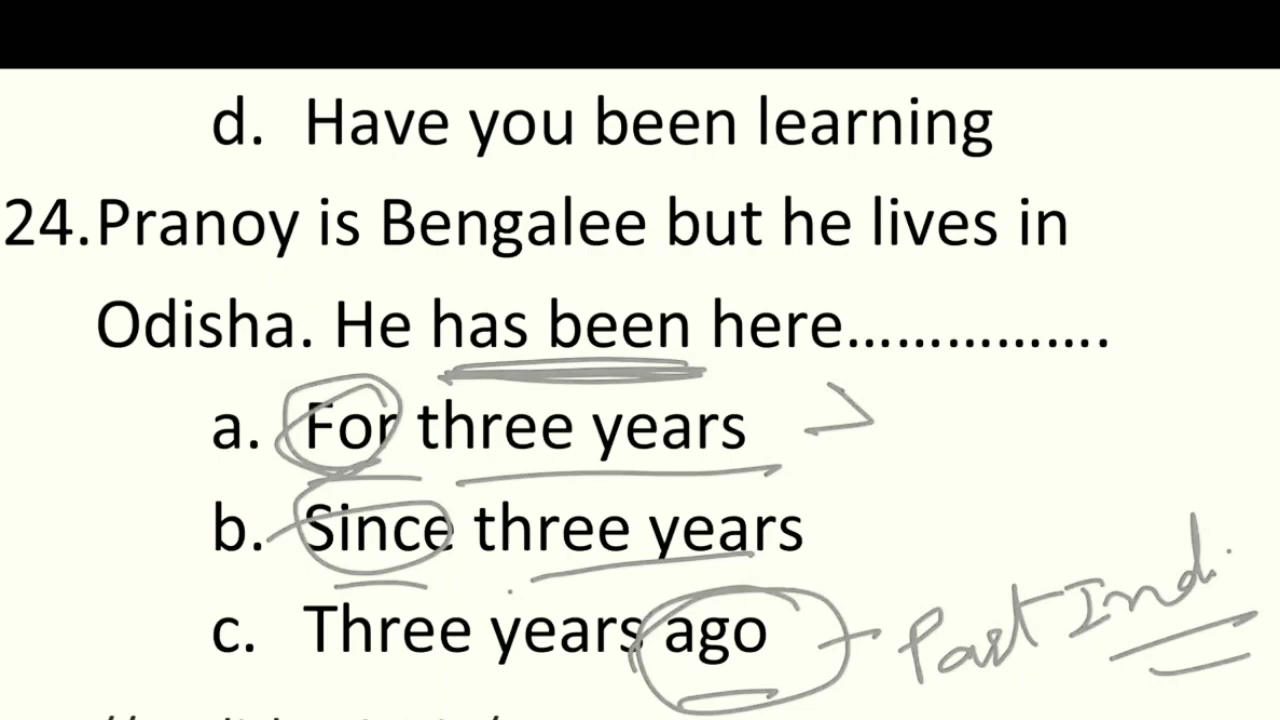 d. Have you been learning
24.Pranoy is Bengalee but he lives in
Odisha. He has been here................
a. For three years
b. Since three years
c. Three years ago
Past Ind.